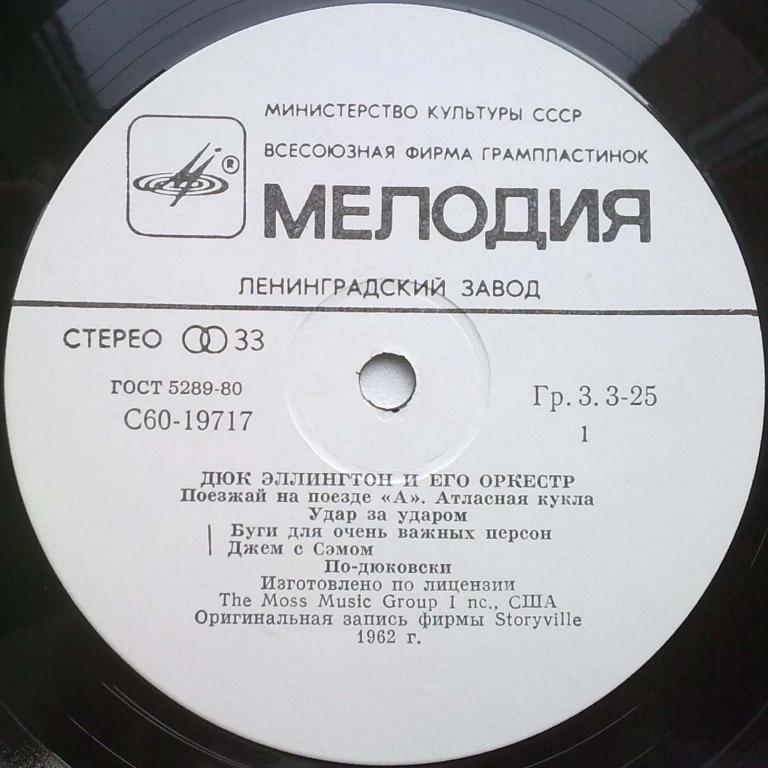 МИНИСТЕРСТВО КУЛЬТУРЫ СССР
ВСЕСОЮЗНАЯ ФИРМА ГРАМПЛАСТИНОК
®
МЕЛОДИЯ
ЛЕНИНГРАДСКИЙ ЗАВОД
СТЕРЕО 33
ГОСТ 5289-80
С60-19717
Гр. 3. 3-25
1
ДЮК ЭЛЛИНГТОН И ЕГО ОРКЕСТР
Поезжай на поезде «А». Атласная кукла
Удар за ударом
Буги для очень важных персон
Джем с Сэмом
По-дюковски
Изготовлено по лицензии
The Moss Music Group I nc., США
Оригинальная запись фирмы Storyville
1962 г.